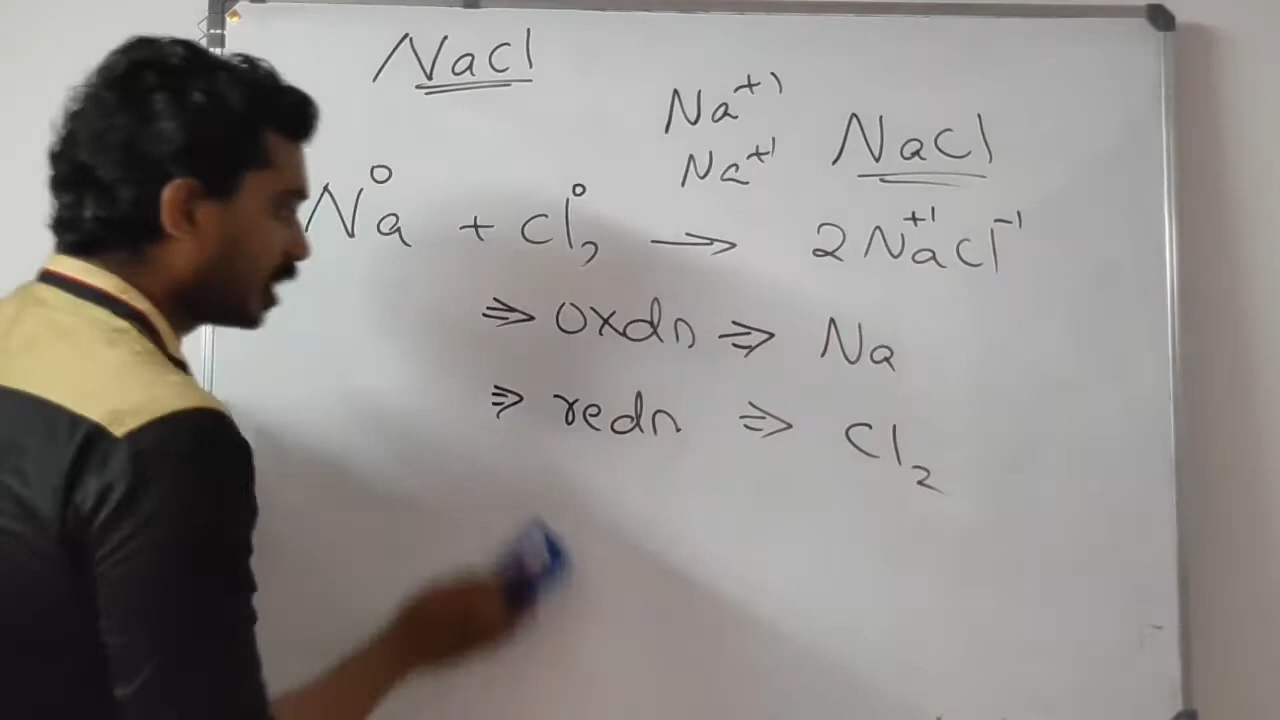 NaCl
Na⁺¹
Na⁺¹
NaCl
Na⁰ + Cl₂⁰ → 2Na⁺¹Cl⁻¹
⇒ oxdn ⇒ Na
⇒ redn ⇒ Cl₂